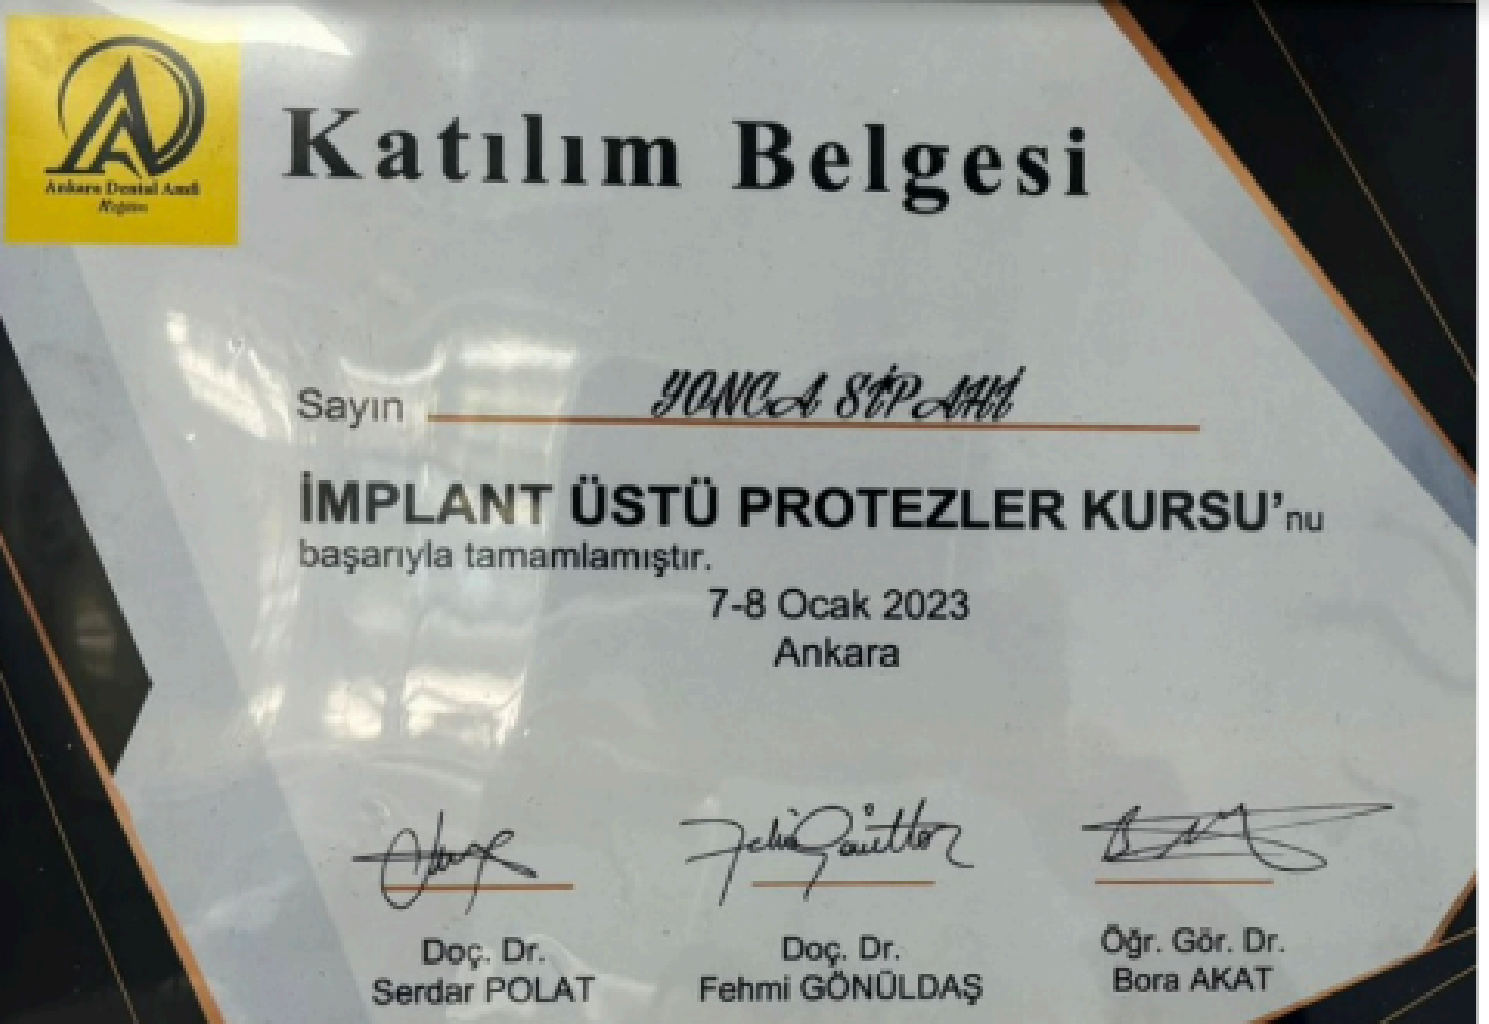 Ankara Dental Amfi
Katılım Belgesi
Sayın YONCA SİPAHİ
İMPLANT ÜSTÜ PROTEZLER KURSU'nu
başarıyla tamamlamıştır.
7-8 Ocak 2023
Ankara
Doç. Dr. Doç. Dr. Öğr. Gör. Dr.
Serdar POLAT Fehmi GÖNÜLDAŞ Bora AKAT